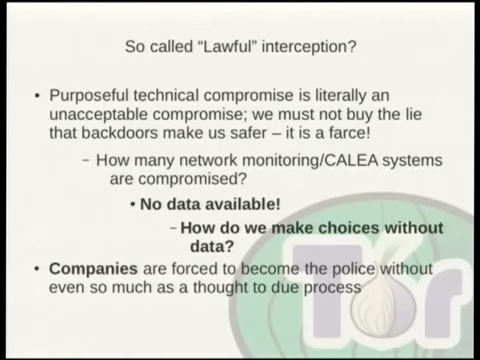 So called “Lawful” interception?
• Purposeful technical compromise is literally an
unacceptable compromise; we must not buy the lie
that backdoors make us safer – it is a farce!
– How many network monitoring/CALEA systems
are compromised?
• No data available!
– How do we make choices without
data?
• Companies are forced to become the police without
even so much as a thought to due process
Tor